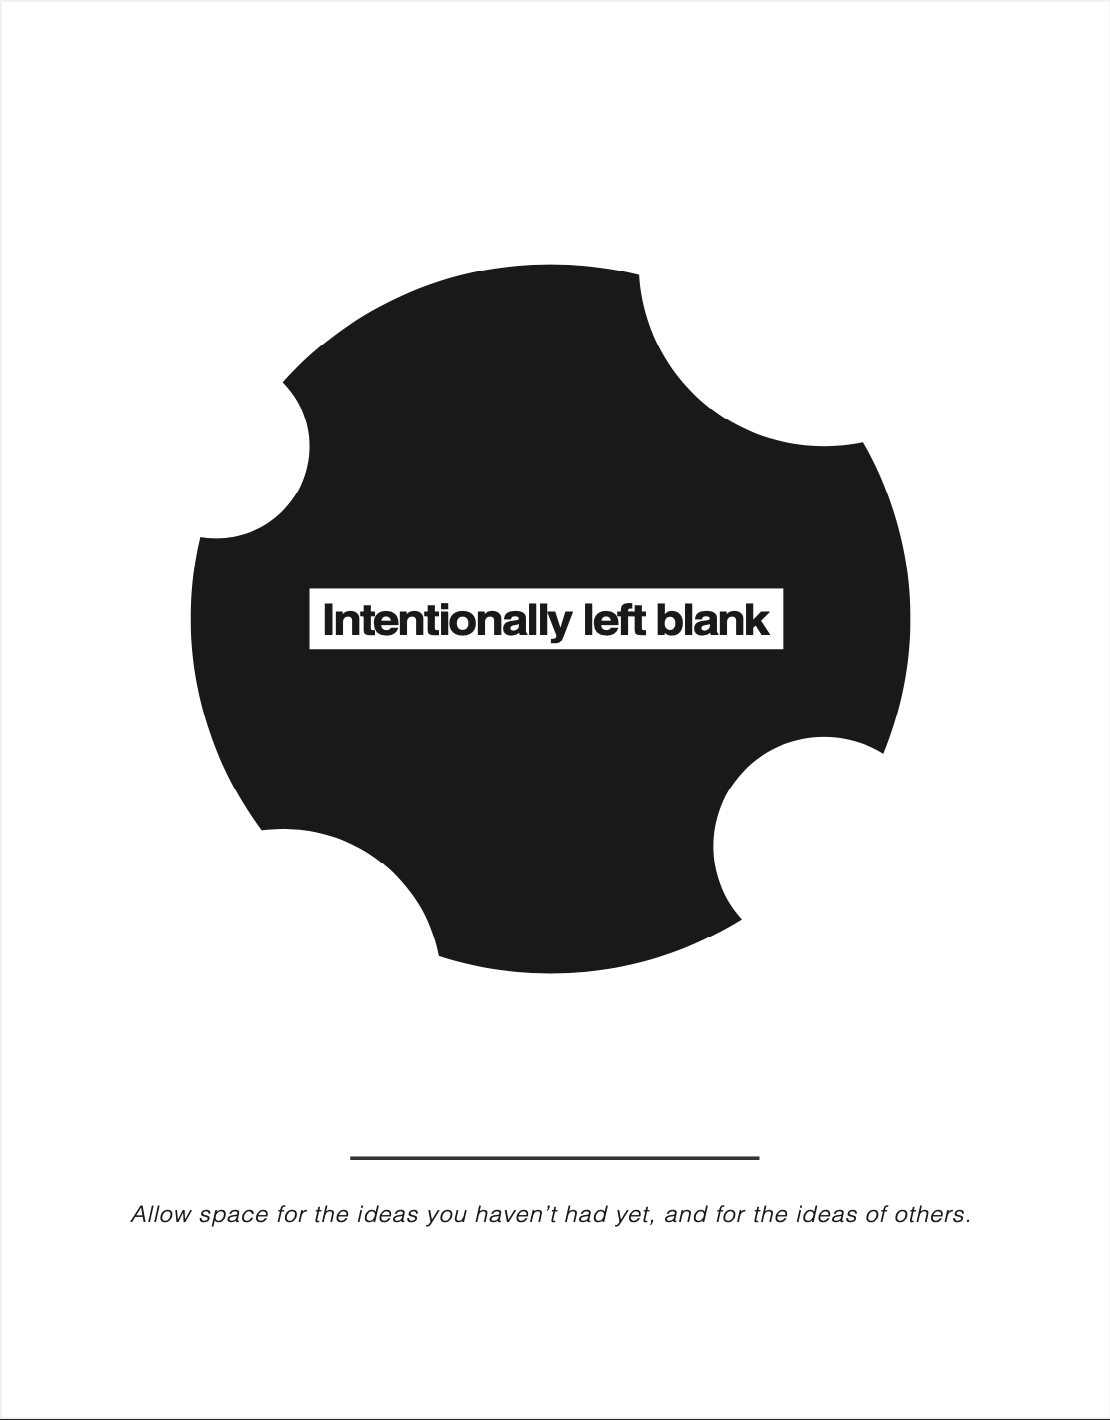 Intentionally left blank
Allow space for the ideas you haven’t had yet, and for the ideas of others.